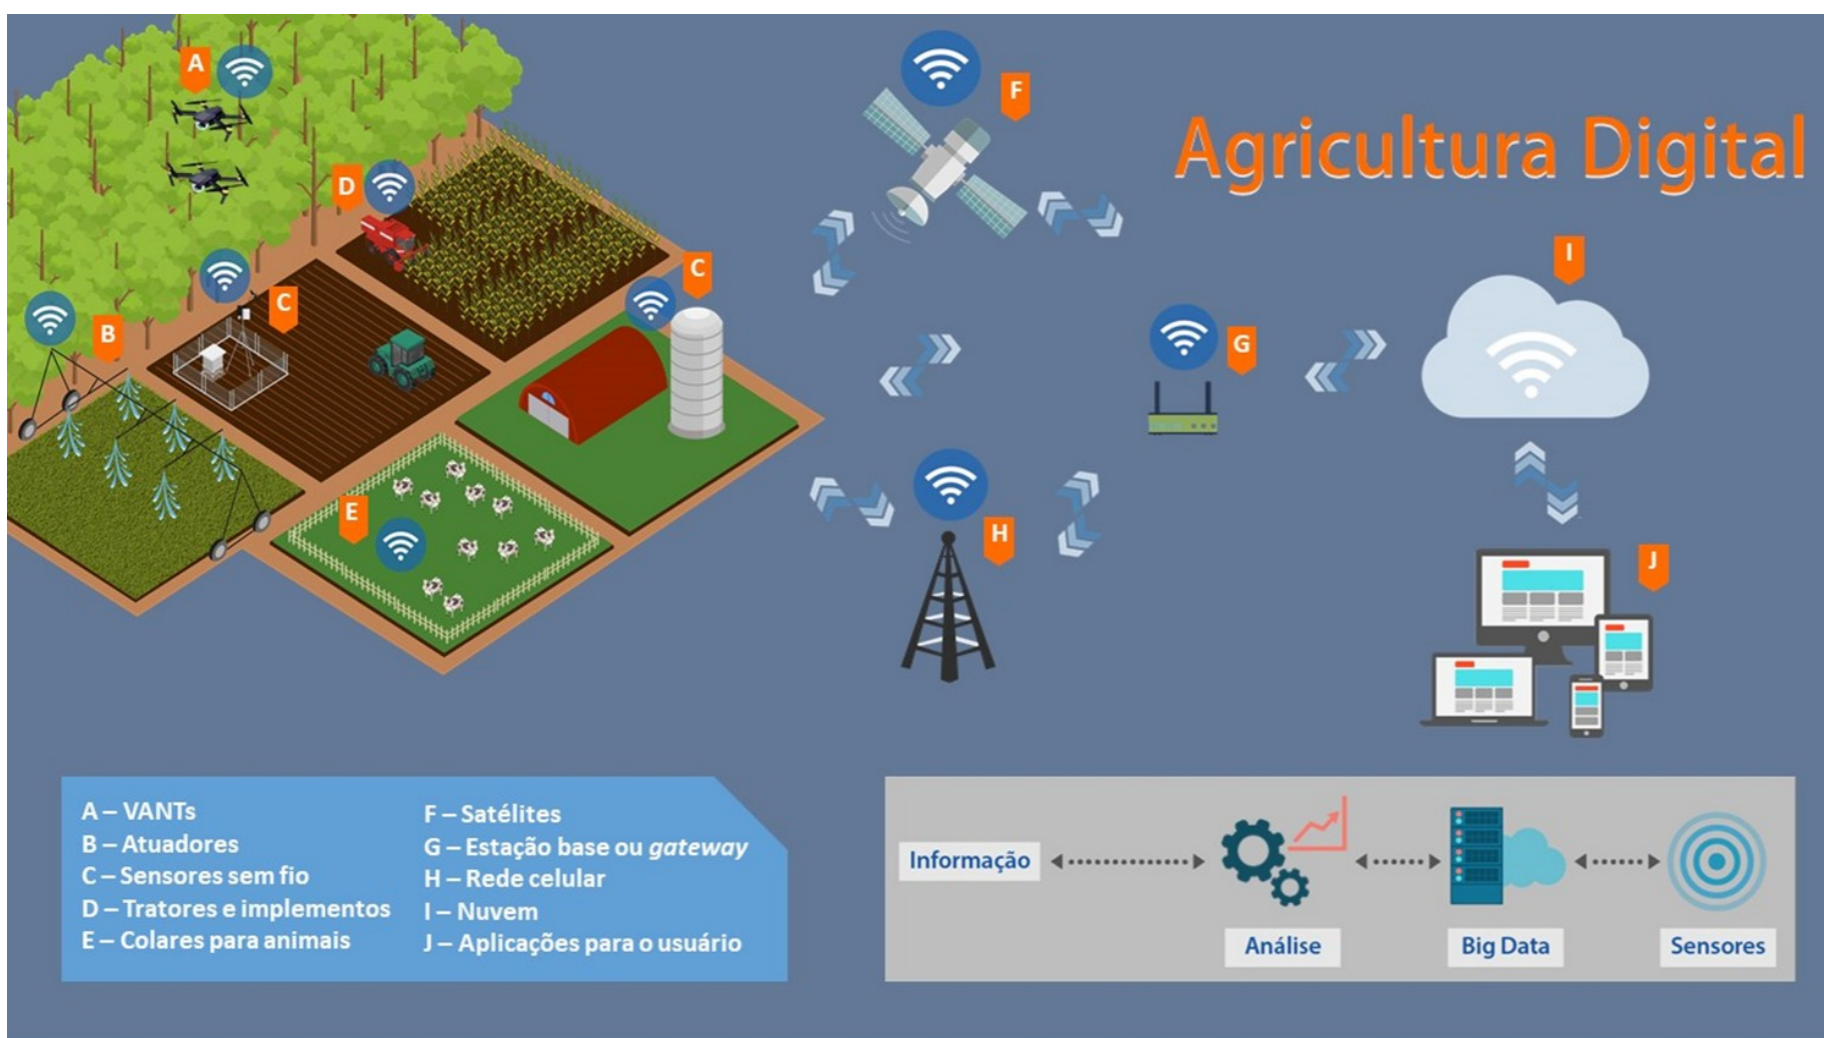 Agricultura Digital
A
F
D
C
I
C
B
G
E
H
J
A – VANTs
B – Atuadores
C – Sensores sem fio
D – Tratores e implementos
E – Colares para animais
F – Satélites
G – Estação base ou gateway
H – Rede celular
I – Nuvem
J – Aplicações para o usuário
Informação
Análise
Big Data
Sensores